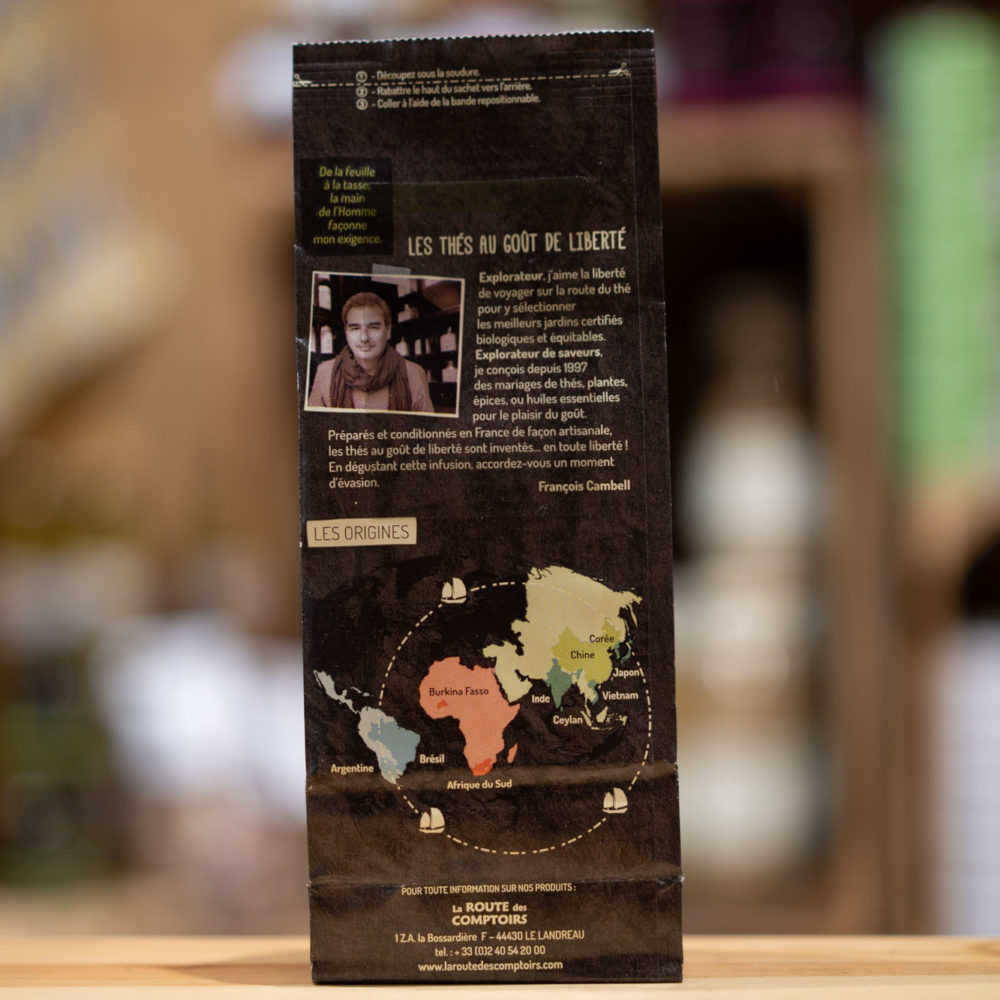 1 - Découpez sous la soudure.
2 - Rabattre le haut du sachet vers l'arrière.
3 - Coller à l'aide de la bande repositionnable.
De la feuille
à la tasse,
la main
de l'Homme
façonne
mon exigence.
LES THÉS AU GOÛT DE LIBERTÉ
Explorateur, j'aime la liberté
de voyager sur la route du thé
pour y sélectionner
les meilleurs jardins certifiés
biologiques et équitables.
Explorateur de saveurs,
je conçois depuis 1997
des mariages de thés, plantes,
épices, ou huiles essentielles
pour le plaisir du goût.
Préparés et conditionnés en France de façon artisanale,
les thés au goût de liberté sont inventés... en toute liberté !
En dégustant cette infusion, accordez-vous un moment
d'évasion.
François Cambell
LES ORIGINES
Corée
Chine
Japon
Burkina Fasso
Inde
Vietnam
Ceylan
Brésil
Argentine
Afrique du Sud
POUR TOUTE INFORMATION SUR NOS PRODUITS :
La ROUTE des
COMPTOIRS
1 Z.A. la Bossardière F - 44430 LE LANDREAU
tel. : + 33 (0)2 40 54 20 00
www.laroutedescomptoirs.com